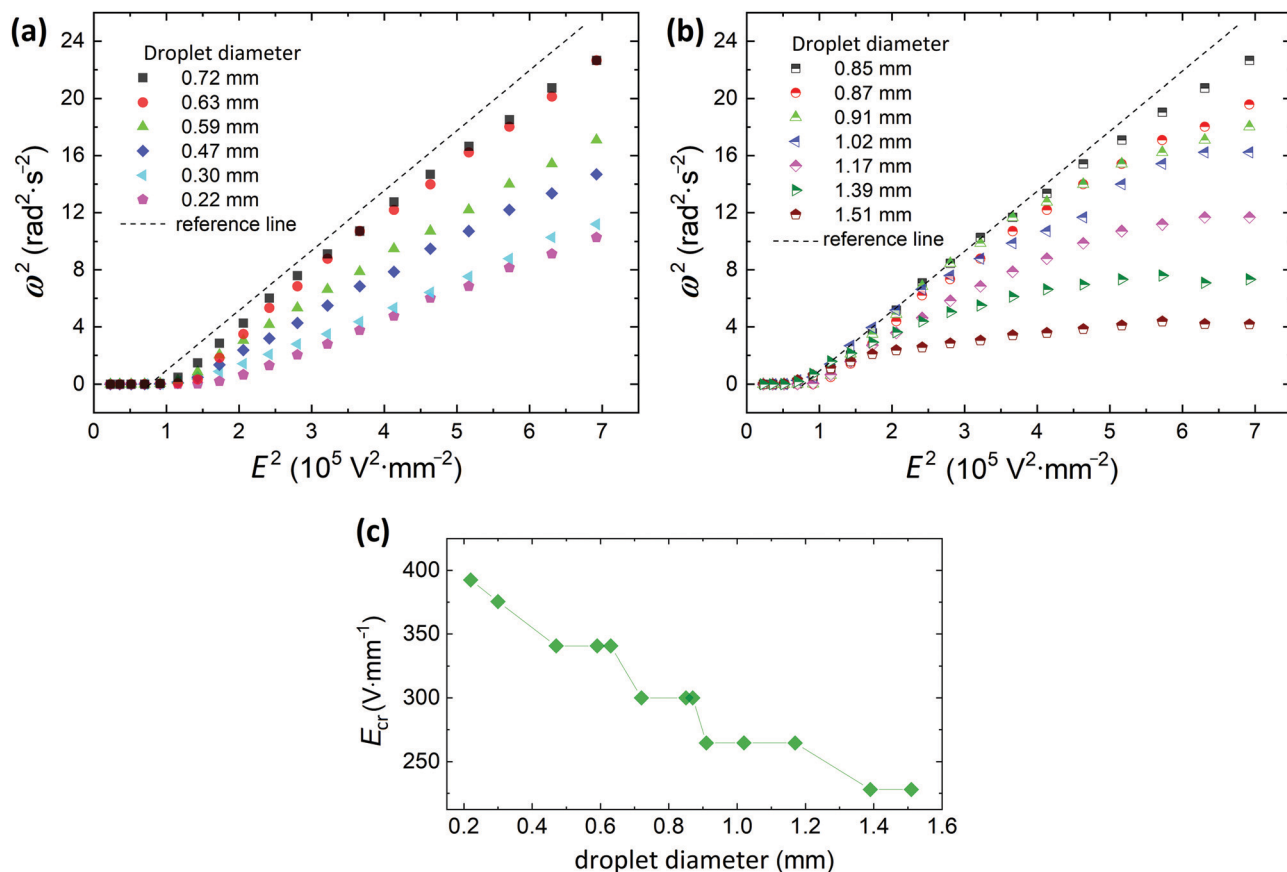 (a)
Droplet diameter
0.72 mm
0.63 mm
0.59 mm
0.47 mm
0.30 mm
0.22 mm
reference line
24
20
16
12
8
4
0
ω² (rad²·s⁻²)
0 1 2 3 4 5 6 7
E² (10⁵ V²·mm⁻²)
(b)
Droplet diameter
0.85 mm
0.87 mm
0.91 mm
1.02 mm
1.17 mm
1.39 mm
1.51 mm
reference line
24
20
16
12
8
4
0
ω² (rad²·s⁻²)
0 1 2 3 4 5 6 7
E² (10⁵ V²·mm⁻²)
(c)
400
350
300
250
E_cr (V·mm⁻¹)
0.2 0.4 0.6 0.8 1.0 1.2 1.4 1.6
droplet diameter (mm)